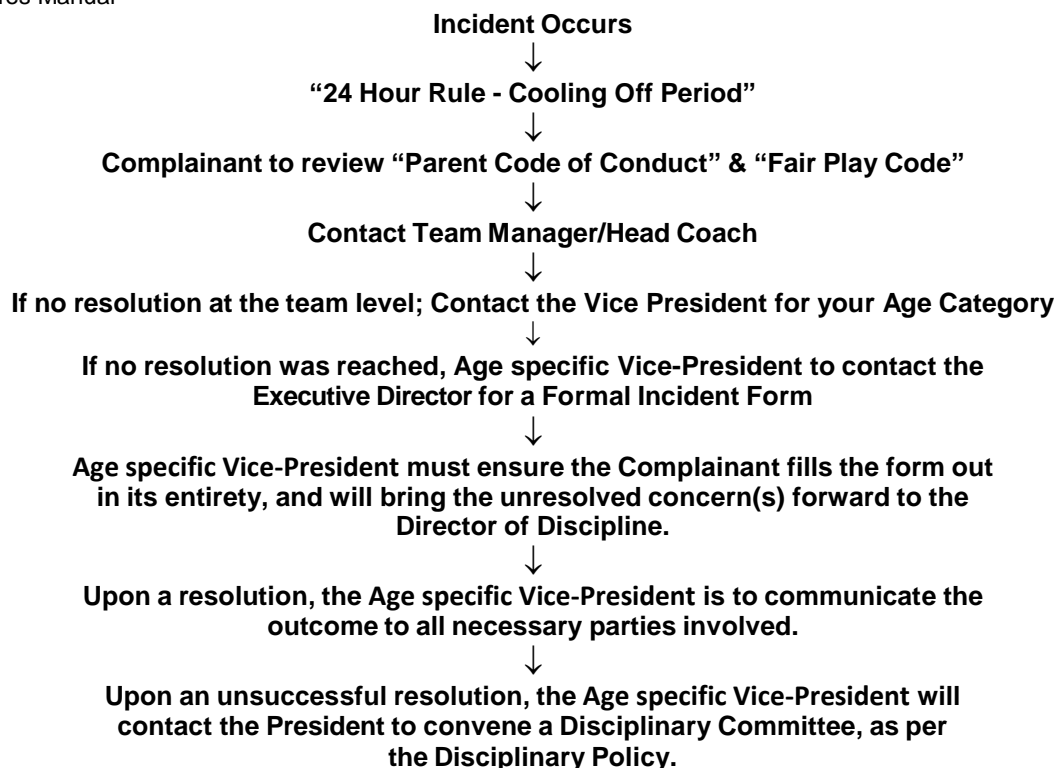 Incident Occurs
↓
“24 Hour Rule - Cooling Off Period”
↓
Complainant to review “Parent Code of Conduct” & “Fair Play Code”
↓
Contact Team Manager/Head Coach
↓
If no resolution at the team level; Contact the Vice President for your Age Category
↓
If no resolution was reached, Age specific Vice-President to contact the
Executive Director for a Formal Incident Form
↓
Age specific Vice-President must ensure the Complainant fills the form out
in its entirety, and will bring the unresolved concern(s) forward to the
Director of Discipline.
↓
Upon a resolution, the Age specific Vice-President is to communicate the
outcome to all necessary parties involved.
↓
Upon an unsuccessful resolution, the Age specific Vice-President will
contact the President to convene a Disciplinary Committee, as per
the Disciplinary Policy.